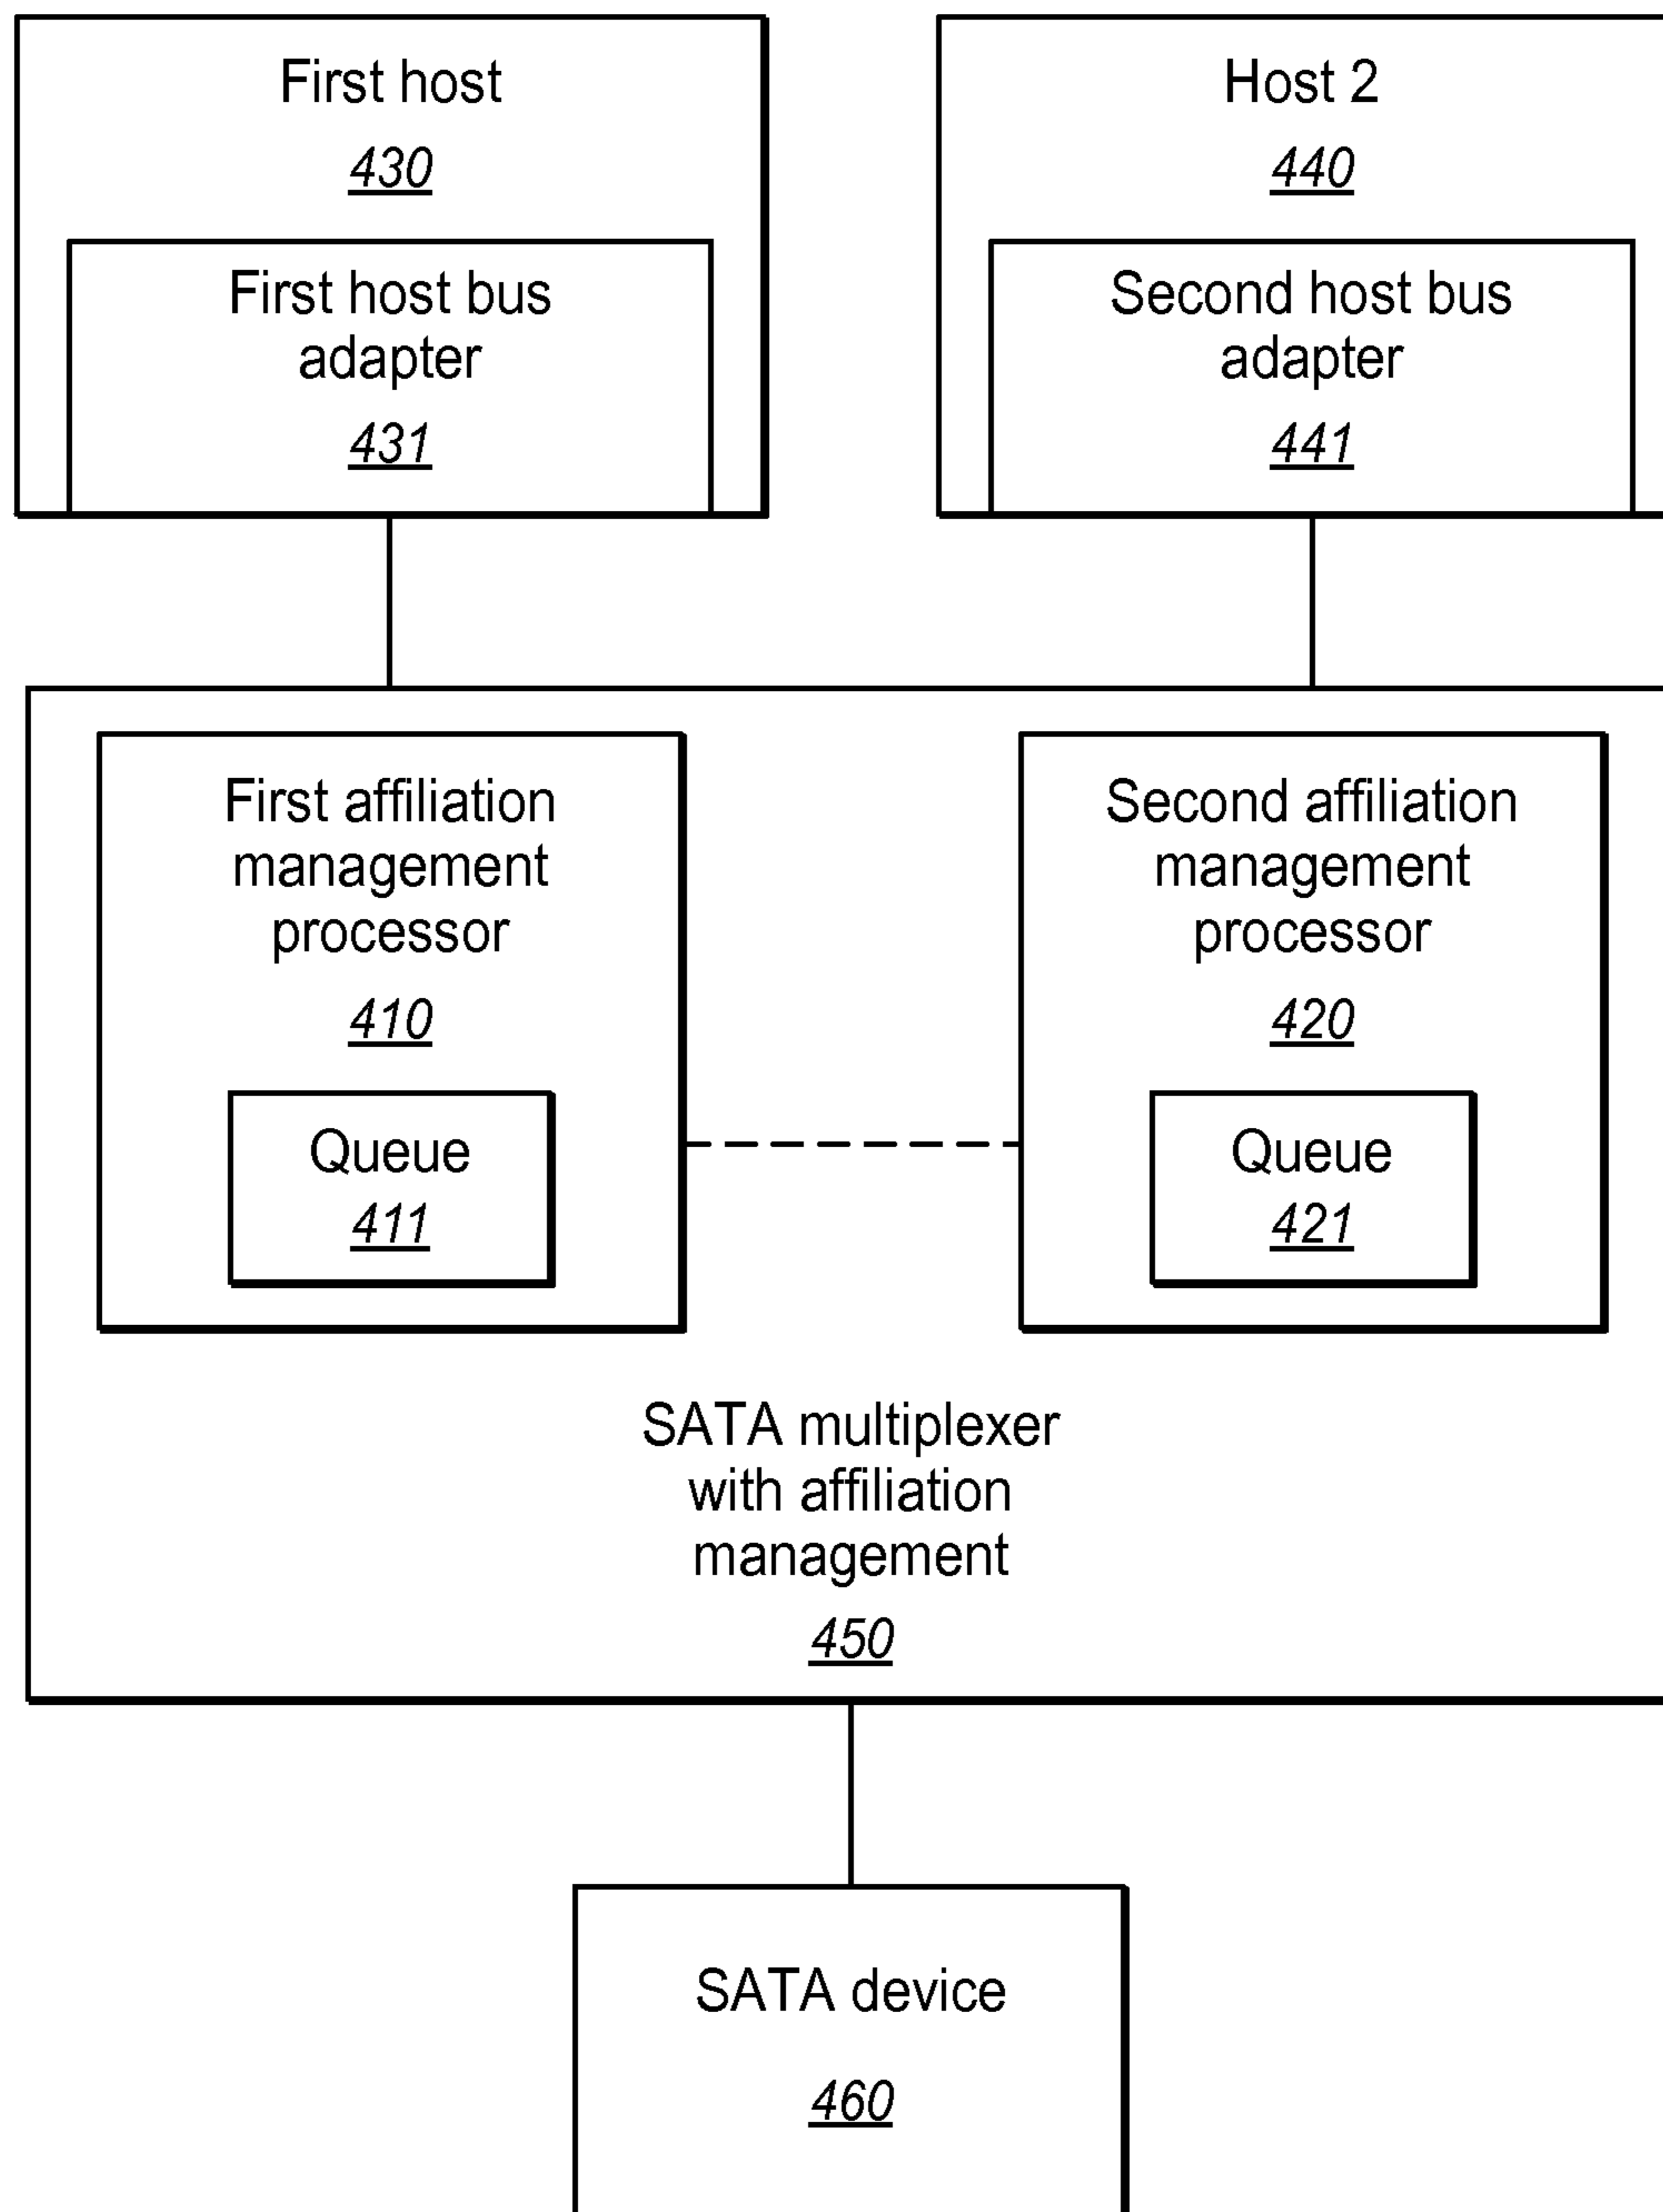 First host
430
First host bus
adapter
431
Host 2
440
Second host bus
adapter
441
First affiliation
management
processor
410
Queue
411
Second affiliation
management
processor
420
Queue
421
SATA multiplexer
with affiliation
management
450
SATA device
460